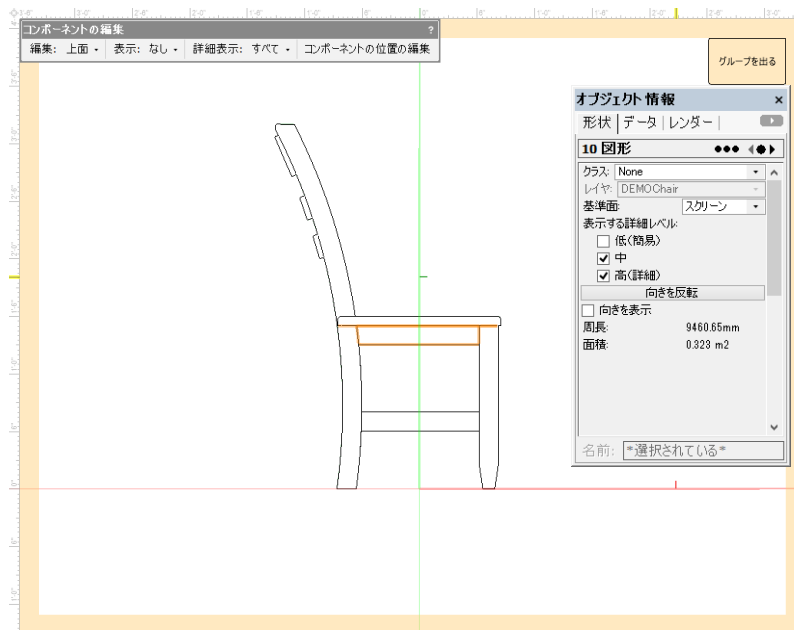 コンポーネントの編集 ?
編集: 上面 表示: なし 詳細表示: すべて コンポーネントの位置の編集
グループを出る
オブジェクト情報 ×
形状 データ レンダー
10 図形
クラス: None
レイヤ: DEMOChair
基準面: スクリーン
表示する詳細レベル:
低(簡易)
中
高(詳細)
向きを反転
向きを表示
周長: 9460.65mm
面積: 0.323 m2
名前: *選択されている*